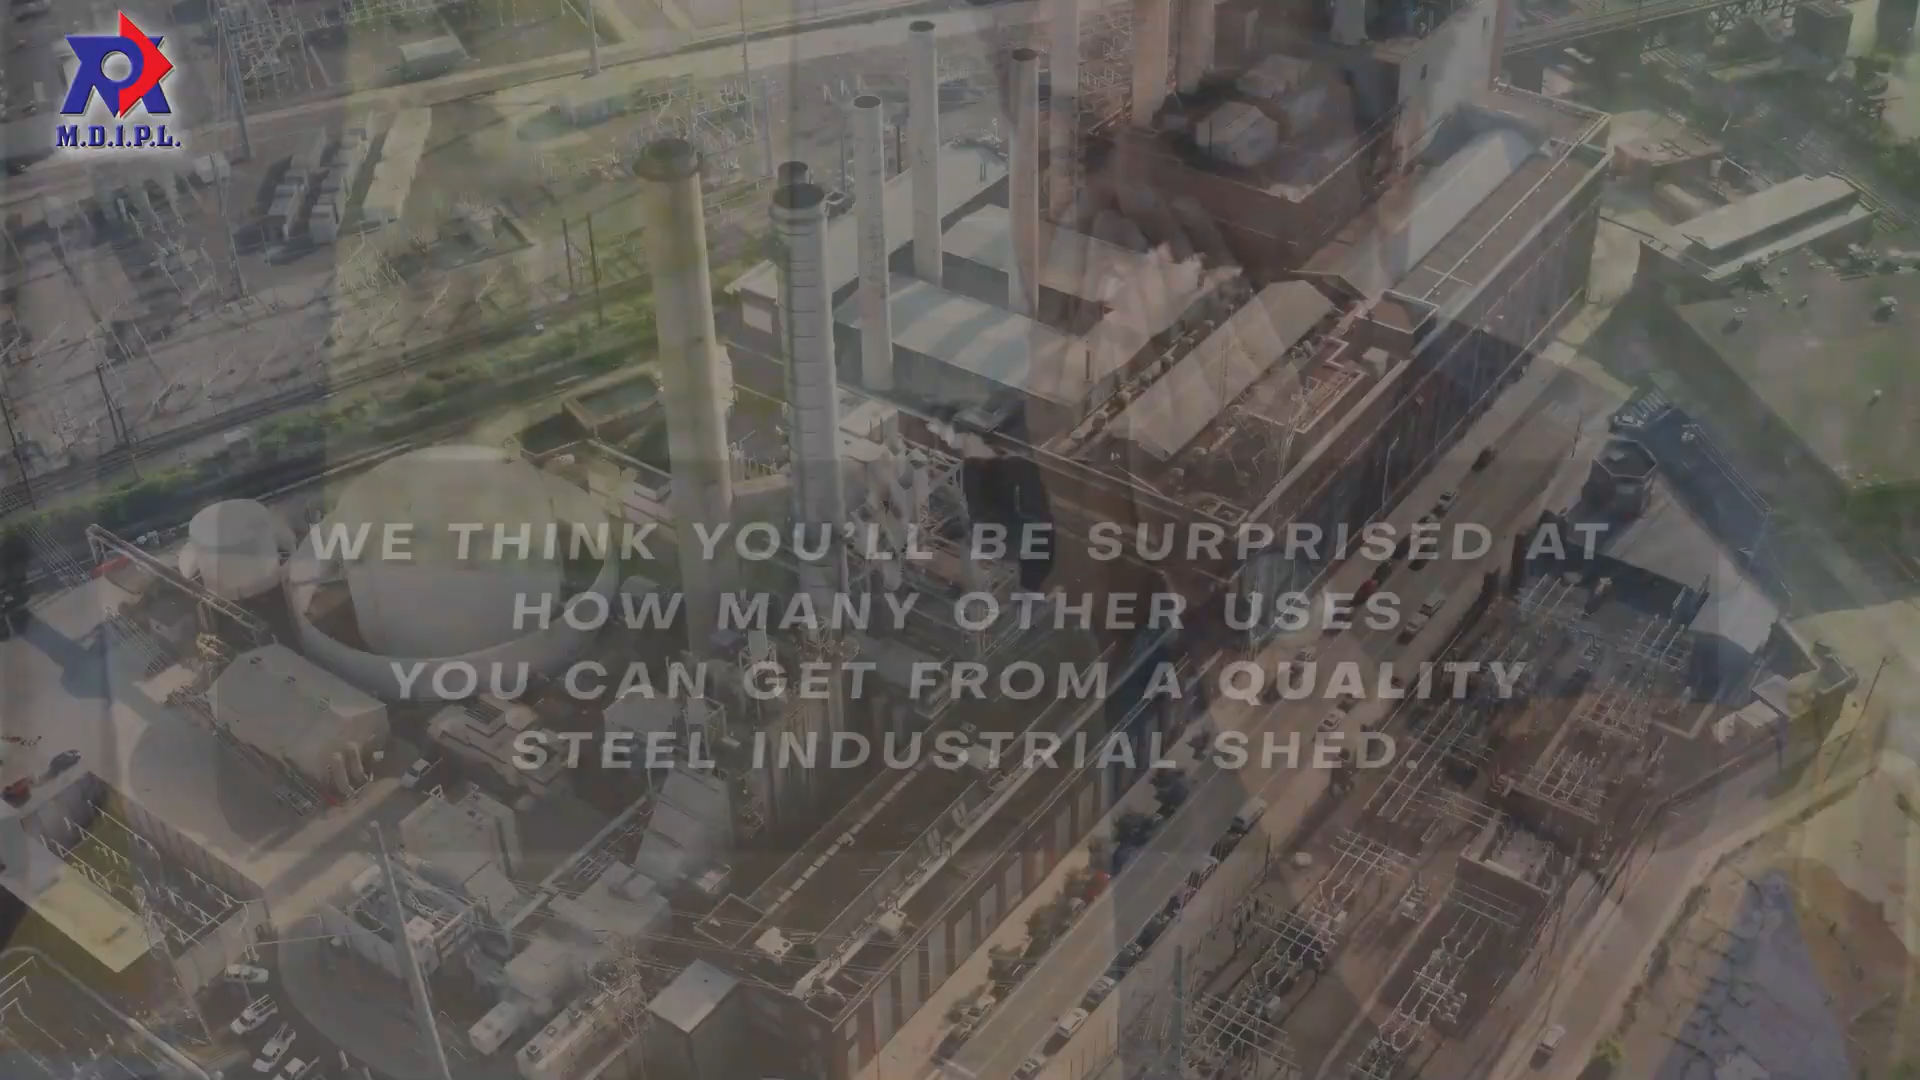 M.D.I.P.L.
WE THINK YOU'LL BE SURPRISED AT
HOW MANY OTHER USES
YOU CAN GET FROM A QUALITY
STEEL INDUSTRIAL SHED.